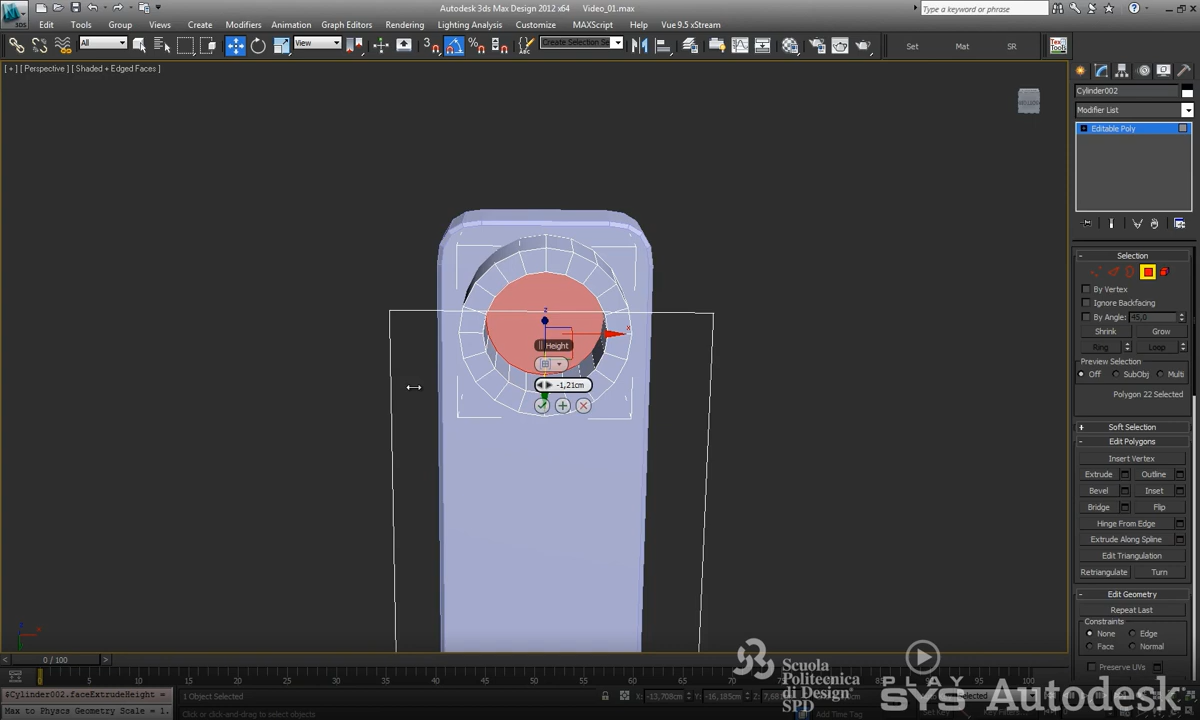 Autodesk 3ds Max Design 2012 x64 Video_01.max
Type a keyword or phrase
Edit Tools Group Views Create Modifiers Animation Graph Editors Rendering Lighting Analysis Customize MAXScript Help Vue 9.5 xStream
All View Create Selection Se Set Mat SR
[ + ] [ Perspective ] [ Shaded + Edged Faces ]
Cylinder002
Modifier List
Editable Poly
Selection
By Vertex
Ignore Backfacing
By Angle: 45,0
Shrink Grow
Ring Loop
Preview Selection
Off SubObj Multi
Polygon 22 Selected
Soft Selection
Edit Polygons
Insert Vertex
Extrude Outline
Bevel Inset
Bridge Flip
Hinge From Edge
Extrude Along Spline
Edit Triangulation
Retriangulate Turn
Edit Geometry
Repeat Last
Constraints
None Edge
Face Normal
Preserve UVs
z
x
Height
-1,21cm
0 / 100
0 5 10 15 20 25 30 35 40 45 50 55 60 65 70
$Cylinder002.faceExtrudeHeight =
Max to Physics Geometry Scale = 1.
1 Object Selected
Click or click-and-drag to select objects
-13,708cm Y: -16,185cm
Add Time Tag
Selected
Scuola
Politecnica
di Design
SPD
PLAY
SYS
Autodesk